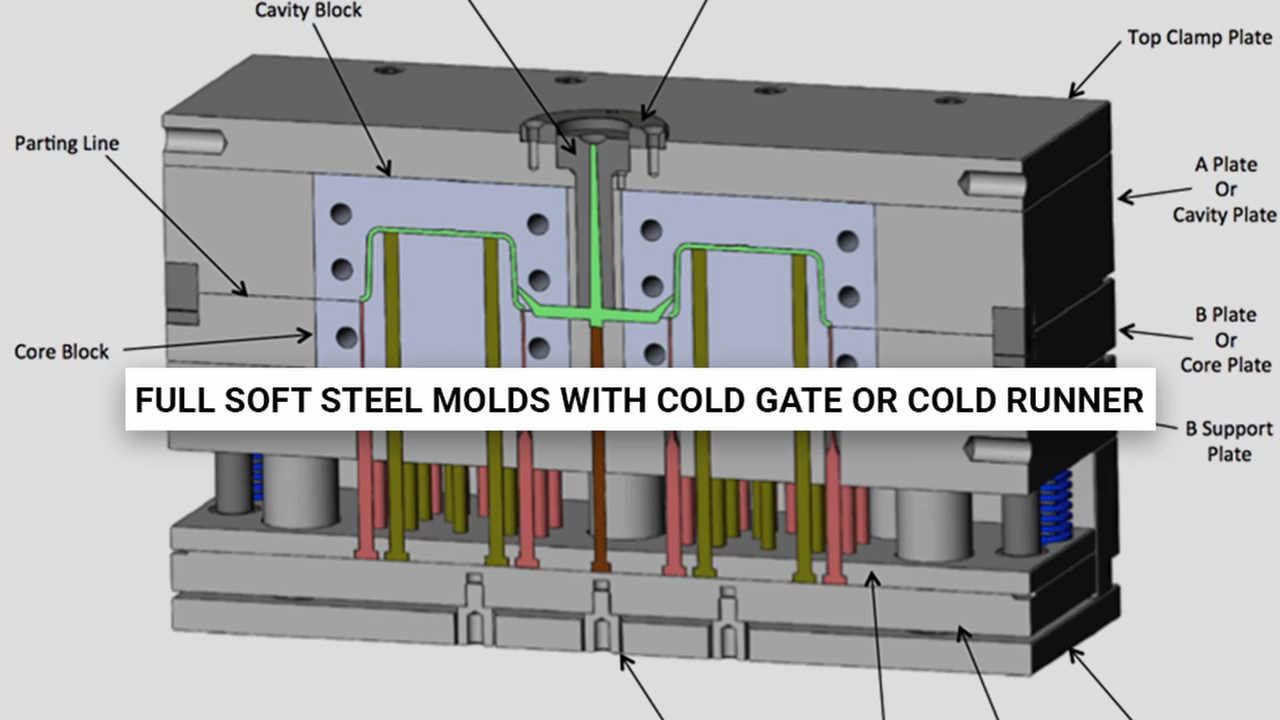 Cavity Block
Top Clamp Plate
Parting Line
A Plate
Or
Cavity Plate
B Plate
Or
Core Plate
Core Block
FULL SOFT STEEL MOLDS WITH COLD GATE OR COLD RUNNER
B Support
Plate